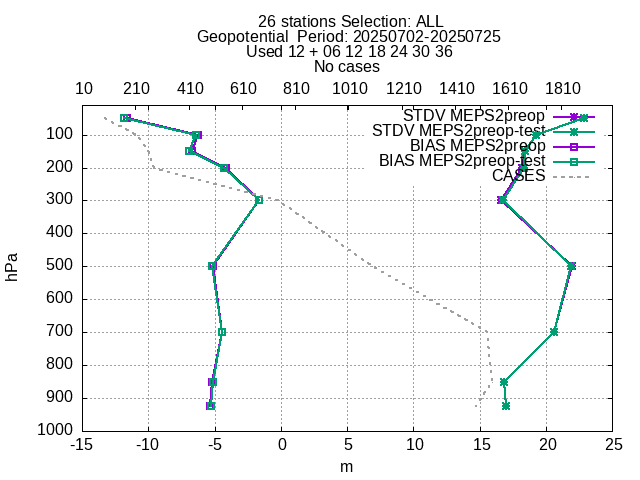 26 stations Selection: ALL
Geopotential Period: 20250702-20250725
Used 12 + 06 12 18 24 30 36
No cases
10 210 410 610 810 1010 1210 1410 1610 1810
STDV MEPS2preop
STDV MEPS2preop-test
BIAS MEPS2preop
BIAS MEPS2preop-test
CASES
100
200
300
400
500
600
700
800
900
1000
hPa
-15 -10 -5 0 5 10 15 20 25
m